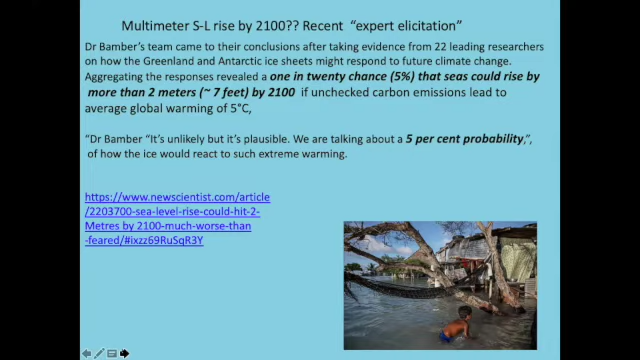 Multimeter S-L rise by 2100?? Recent “expert elicitation”
Dr Bamber’s team came to their conclusions after taking evidence from 22 leading researchers
on how the Greenland and Antarctic ice sheets might respond to future climate change.
Aggregating the responses revealed a one in twenty chance (5%) that seas could rise by
more than 2 meters (~ 7 feet) by 2100 if unchecked carbon emissions lead to
average global warming of 5°C,
“Dr Bamber “It’s unlikely but it’s plausible. We are talking about a 5 per cent probability,”,
of how the ice would react to such extreme warming.
https://www.newscientist.com/article
/2203700-sea-level-rise-could-hit-2-
Metres by 2100-much-worse-than
-feared/#ixzz69RuSqR3Y